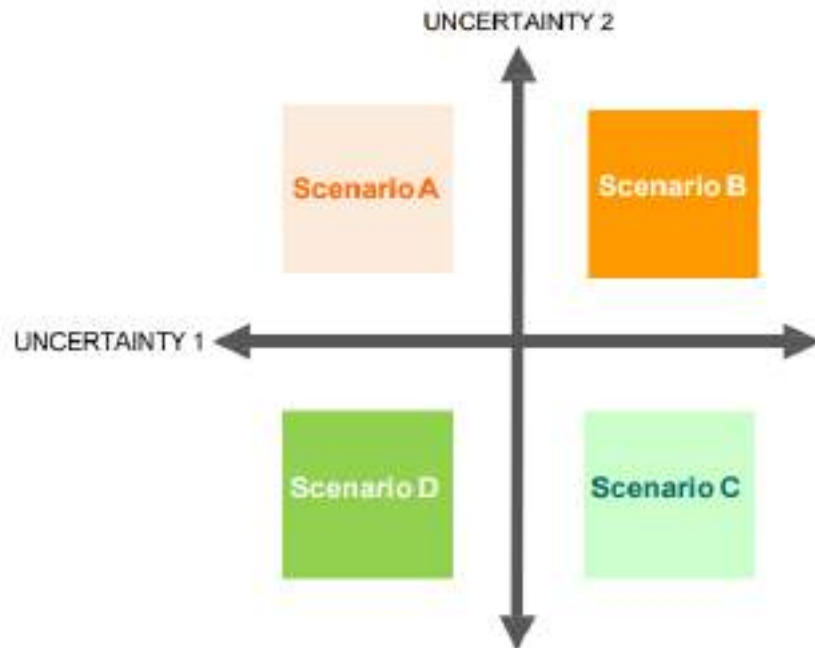 UNCERTAINTY 2
Scenario A
Scenario B
UNCERTAINTY 1
Scenario D
Scenario C